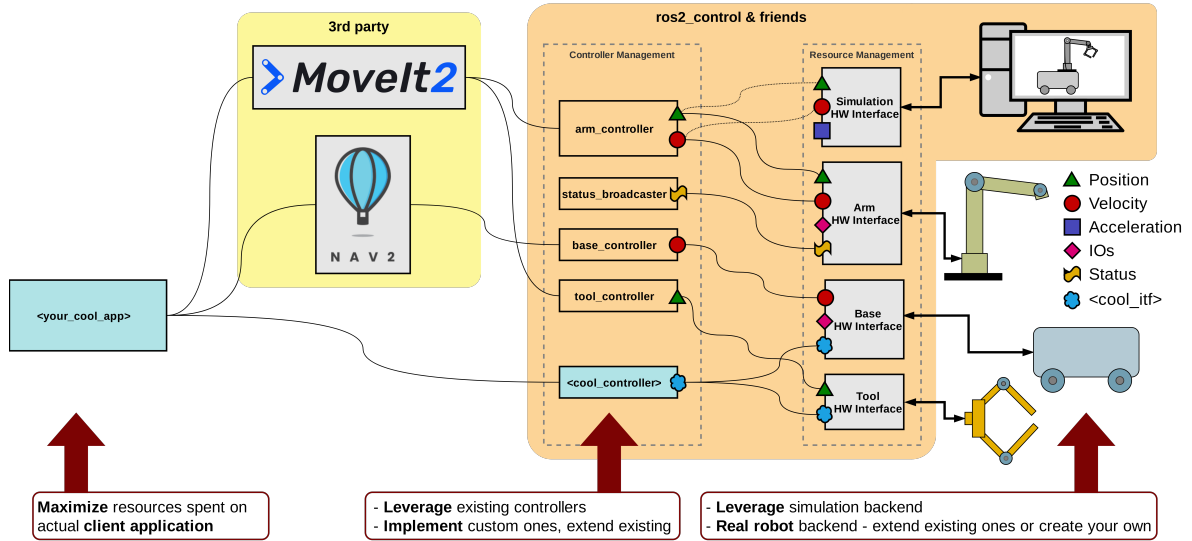 3rd party
MoveIt2
NAV2
<your_cool_app>
ros2_control & friends
Controller Management
arm_controller
status_broadcaster
base_controller
tool_controller
<cool_controller>
Resource Management
Simulation
HW Interface
Arm
HW Interface
Base
HW Interface
Tool
HW Interface
Position
Velocity
Acceleration
IOs
Status
<cool_itf>
Maximize resources spent on
actual client application
- Leverage existing controllers
- Implement custom ones, extend existing
- Leverage simulation backend
- Real robot backend - extend existing ones or create your own